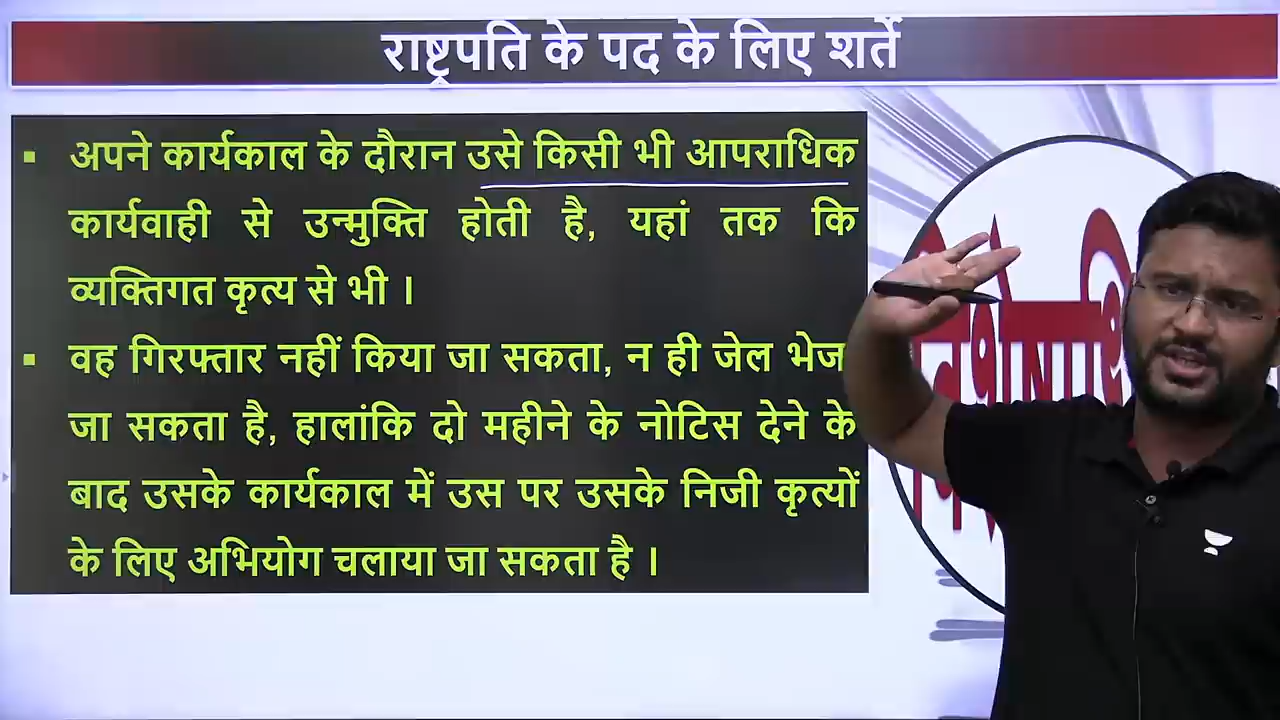 राष्ट्रपति के पद के लिए शर्तें
▪ अपने कार्यकाल के दौरान उसे किसी भी आपराधिक
कार्यवाही से उन्मुक्ति होती है, यहां तक कि
व्यक्तिगत कृत्य से भी ।
▪ वह गिरफ्तार नहीं किया जा सकता, न ही जेल भेजा
जा सकता है, हालांकि दो महीने के नोटिस देने के
बाद उसके कार्यकाल में उस पर उसके निजी कृत्यों
के लिए अभियोग चलाया जा सकता है ।